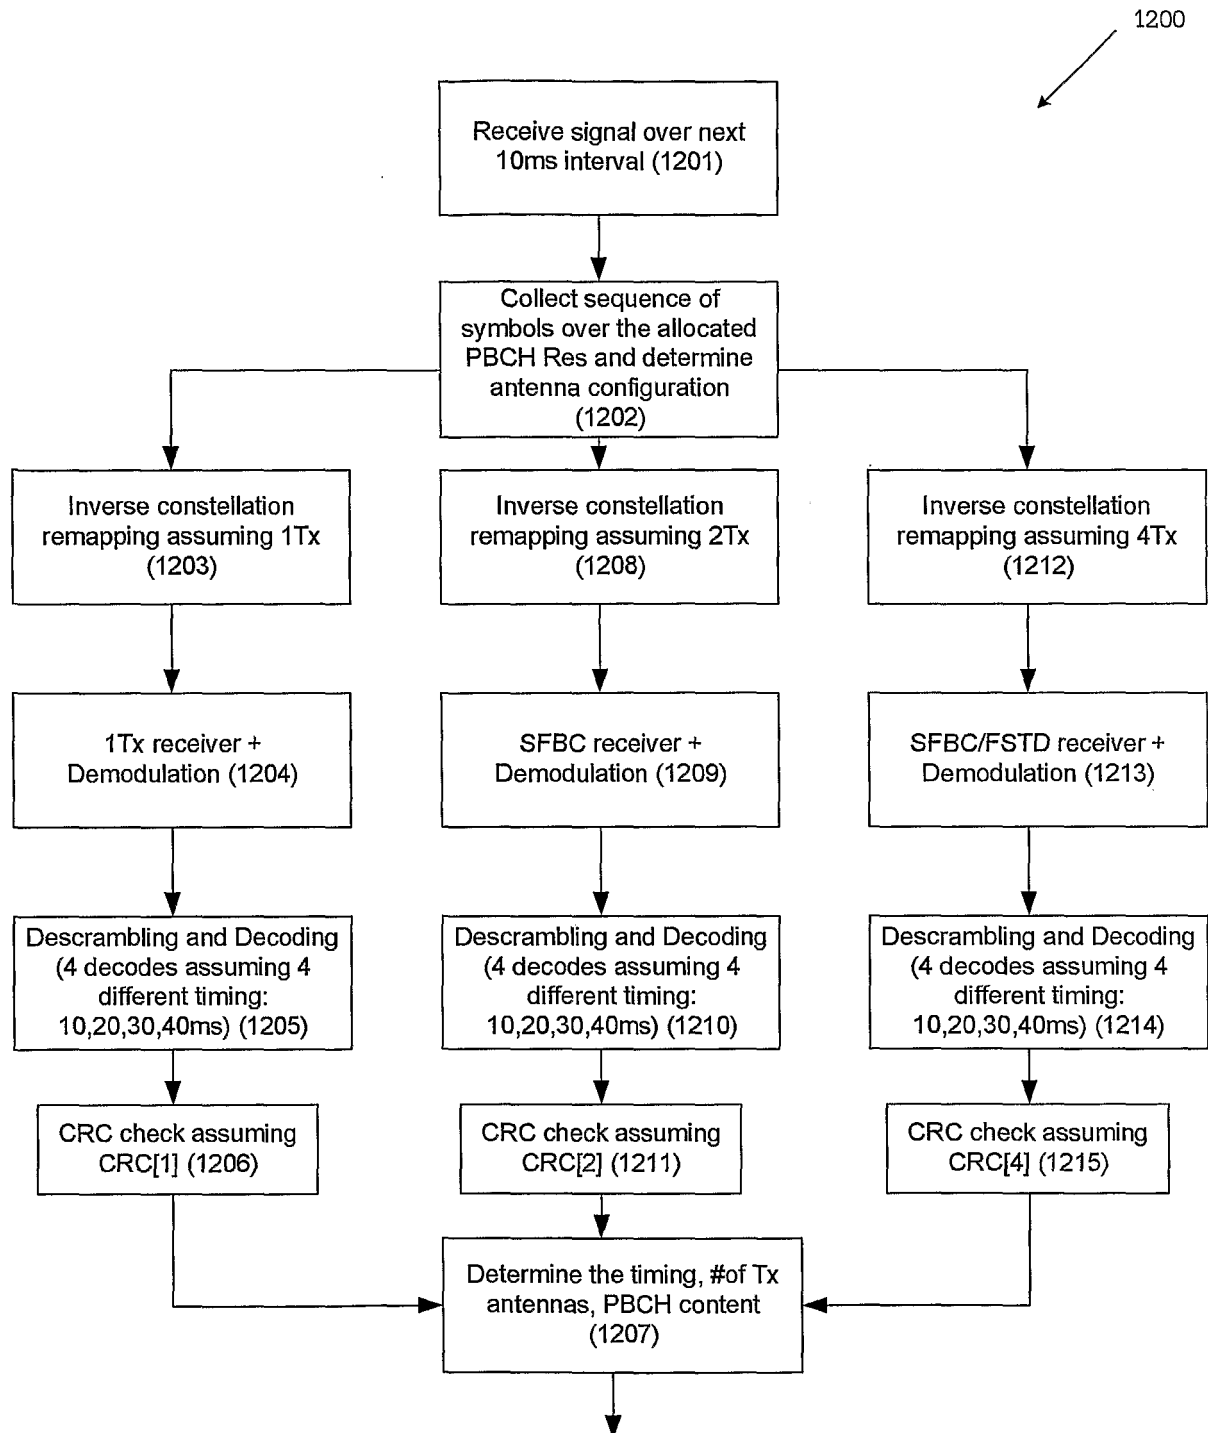 1200
Receive signal over next
10ms interval (1201)
Collect sequence of
symbols over the allocated
PBCH Res and determine
antenna configuration
(1202)
Inverse constellation
remapping assuming 1Tx
(1203)
Inverse constellation
remapping assuming 2Tx
(1208)
Inverse constellation
remapping assuming 4Tx
(1212)
1Tx receiver +
Demodulation (1204)
SFBC receiver +
Demodulation (1209)
SFBC/FSTD receiver +
Demodulation (1213)
Descrambling and Decoding
(4 decodes assuming 4
different timing:
10,20,30,40ms) (1205)
Descrambling and Decoding
(4 decodes assuming 4
different timing:
10,20,30,40ms) (1210)
Descrambling and Decoding
(4 decodes assuming 4
different timing:
10,20,30,40ms) (1214)
CRC check assuming
CRC[1] (1206)
CRC check assuming
CRC[2] (1211)
CRC check assuming
CRC[4] (1215)
Determine the timing, #of Tx
antennas, PBCH content
(1207)